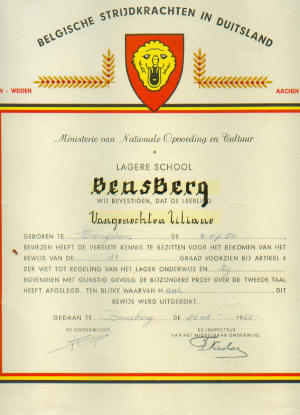 BELGISCHE STRIJDKRACHTEN IN DUITSLAND
N - WEIDEN
AACHEN
Ministerie van Nationale Opvoeding en Cultuur
LAGERE SCHOOL
BensBerg
WIJ BEVESTIGEN, DAT DE LEERLING
Vangenechten Liliane
GEBOREN TE Tongeren DE
BEWEZEN HEEFT DE VEREISTE KENNIS TE BEZITTEN VOOR HET BEKOMEN VAN HET
BEWIJS VAN DE GRAAD VOORZIEN BIJ ARTIKEL 4
DER WET TOT REGELING VAN HET LAGER ONDERWIJS EN Zij
BOVENDIEN MET GUNSTIG GEVOLG DE BIJZONDERE PROEF OVER DE TWEEDE TAAL
HEEFT AFGELEGD. TEN BLIJKE WAARVAN H aar DIT
BEWIJS WERD UITGEREIKT.
GEDAAN TE Bensberg DE
DE ONDERWIJZER,
DE INSPECTEUR
VAN HET MIDDELBAAR ONDERWIJS.